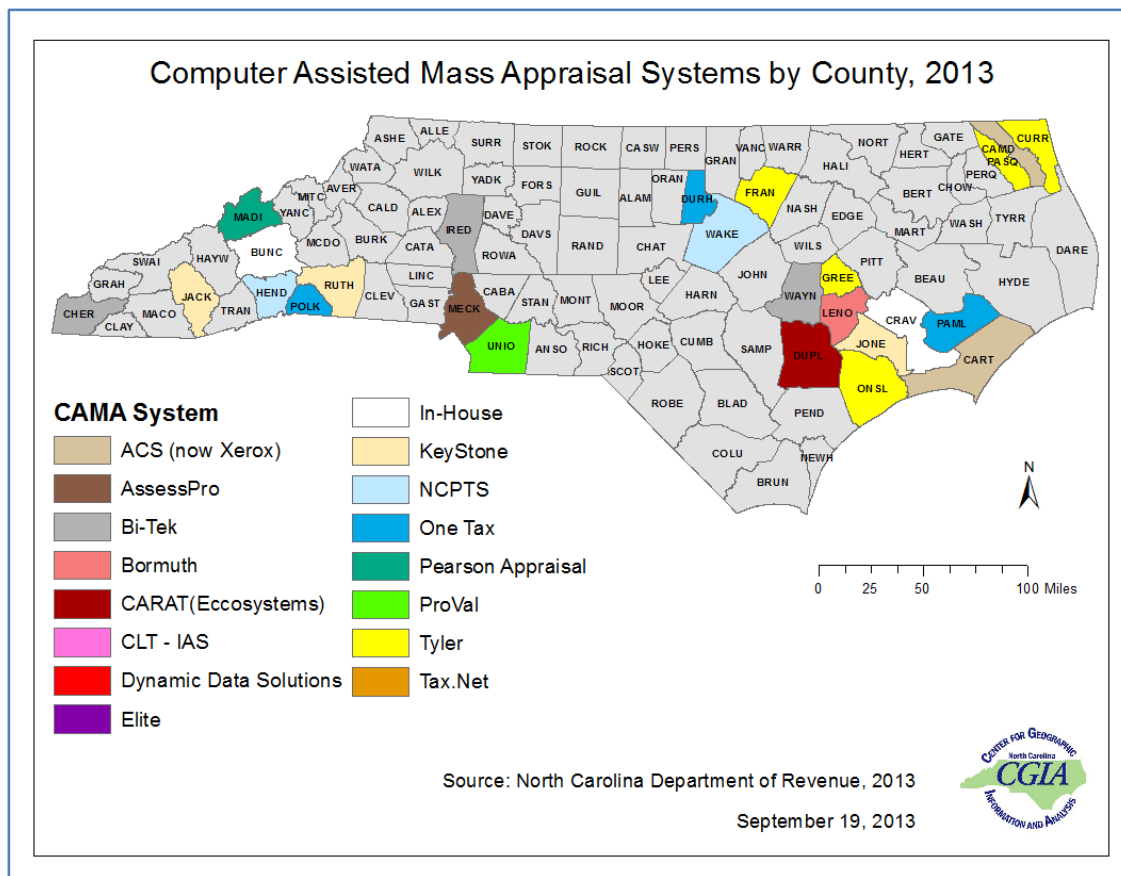 Computer Assisted Mass Appraisal Systems by County, 2013
ASHE
ALLE
SURR
STOK
ROCK
CASW
PERS
GRAN
VANC
WARR
NORT
GATE
CURR
CAMD
PASQ
PERQ
HERT
HALI
WATA
WILK
YADK
FORS
GUIL
ALAM
ORAN
DURH
FRAN
NASH
EDGE
BERT
CHOW
MITC
AVER
CALD
ALEX
IRED
DAVE
DAVS
MADI
YANC
MART
WASH
TYRR
DARE
BUNC
MCDO
BURK
CATA
ROWA
RAND
CHAT
WAKE
WILS
PITT
BEAU
HYDE
SWAI
HAYW
GRAH
JACK
HEND
POLK
RUTH
CLEV
LINC
GAST
MECK
CABA
STAN
MONT
MOOR
LEE
HARN
JOHN
WAYN
GREE
LENO
CRAV
PAML
CHER
CLAY
MACO
TRAN
UNIO
ANSO
RICH
HOKE
CUMB
SAMP
DUPL
JONE
CART
SCOT
ONSL
ROBE
BLAD
PEND
COLU
NEWH
BRUN
CAMA System
ACS (now Xerox)
AssessPro
Bi-Tek
Bormuth
CARAT(Eccosystems)
CLT - IAS
Dynamic Data Solutions
Elite
In-House
KeyStone
NCPTS
One Tax
Pearson Appraisal
ProVal
Tyler
Tax.Net
N
0 25 50 100 Miles
Source: North Carolina Department of Revenue, 2013
September 19, 2013
CENTER FOR GEOGRAPHIC
North Carolina
CGIA
INFORMATION AND ANALYSIS